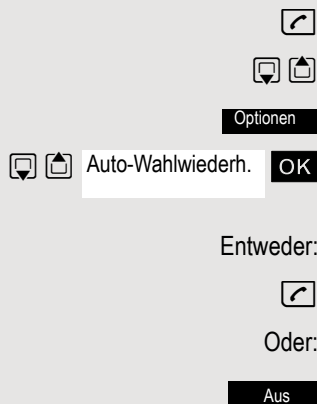 Optionen
Auto-Wahlwiederh. OK
Entweder:
Oder:
Aus